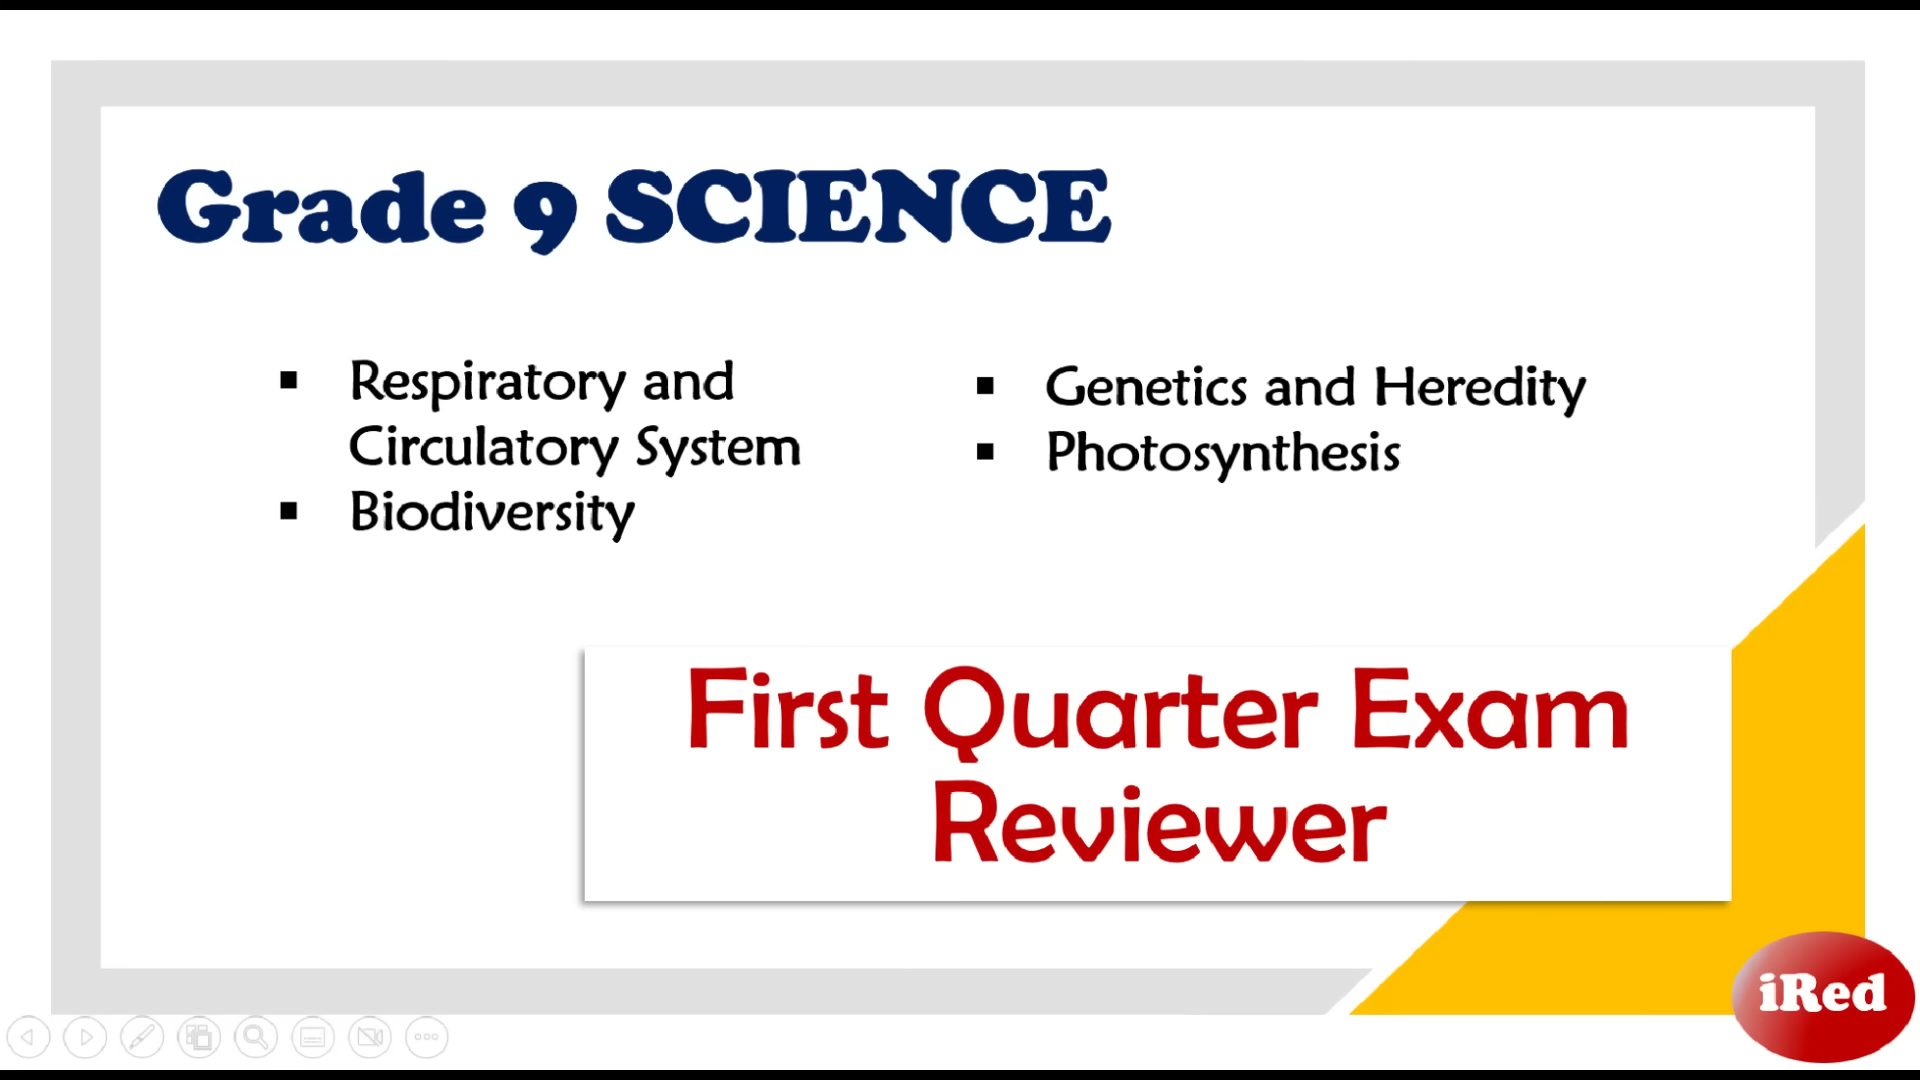 Grade 9 SCIENCE
▪ Respiratory and
Circulatory System
▪ Biodiversity
▪ Genetics and Heredity
▪ Photosynthesis
First Quarter Exam
Reviewer
iRed